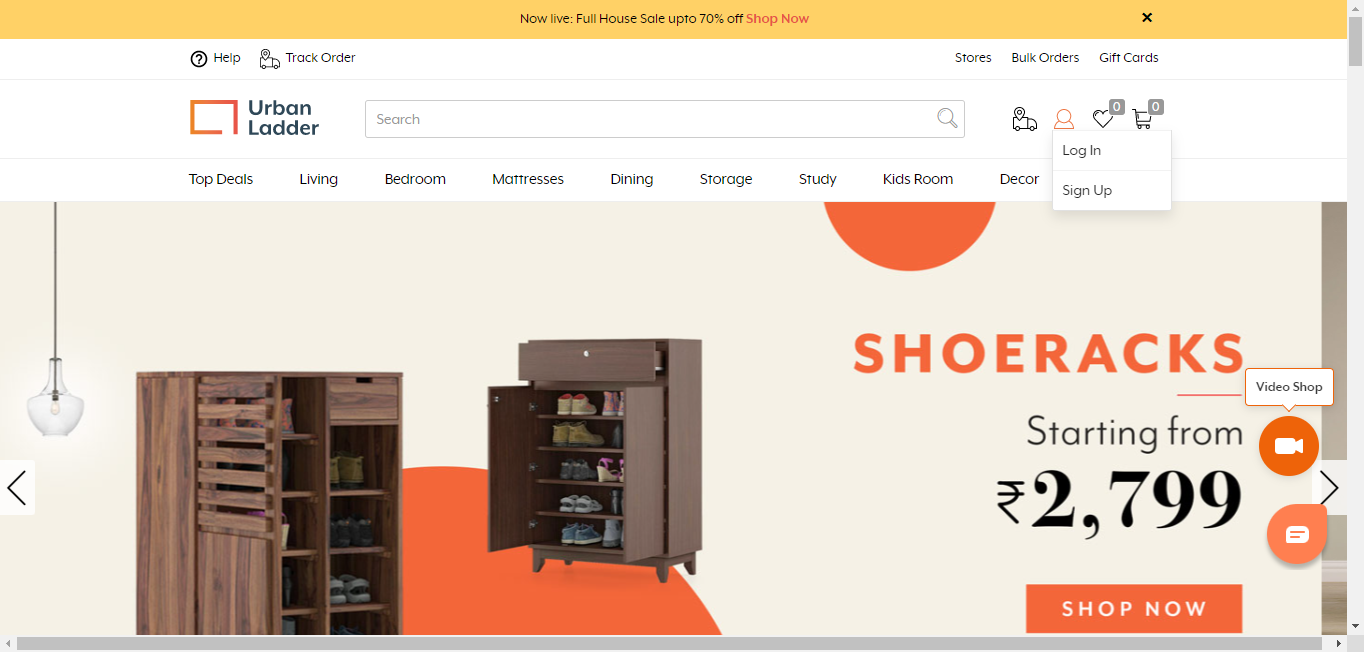 Now live: Full House Sale upto 70% off Shop Now
Help
Track Order
Stores
Bulk Orders
Gift Cards
Urban
Ladder
Search
0
0
Log In
Sign Up
Top Deals
Living
Bedroom
Mattresses
Dining
Storage
Study
Kids Room
Decor
SHOERACKS
Starting from
₹2,799
SHOP NOW
Video Shop